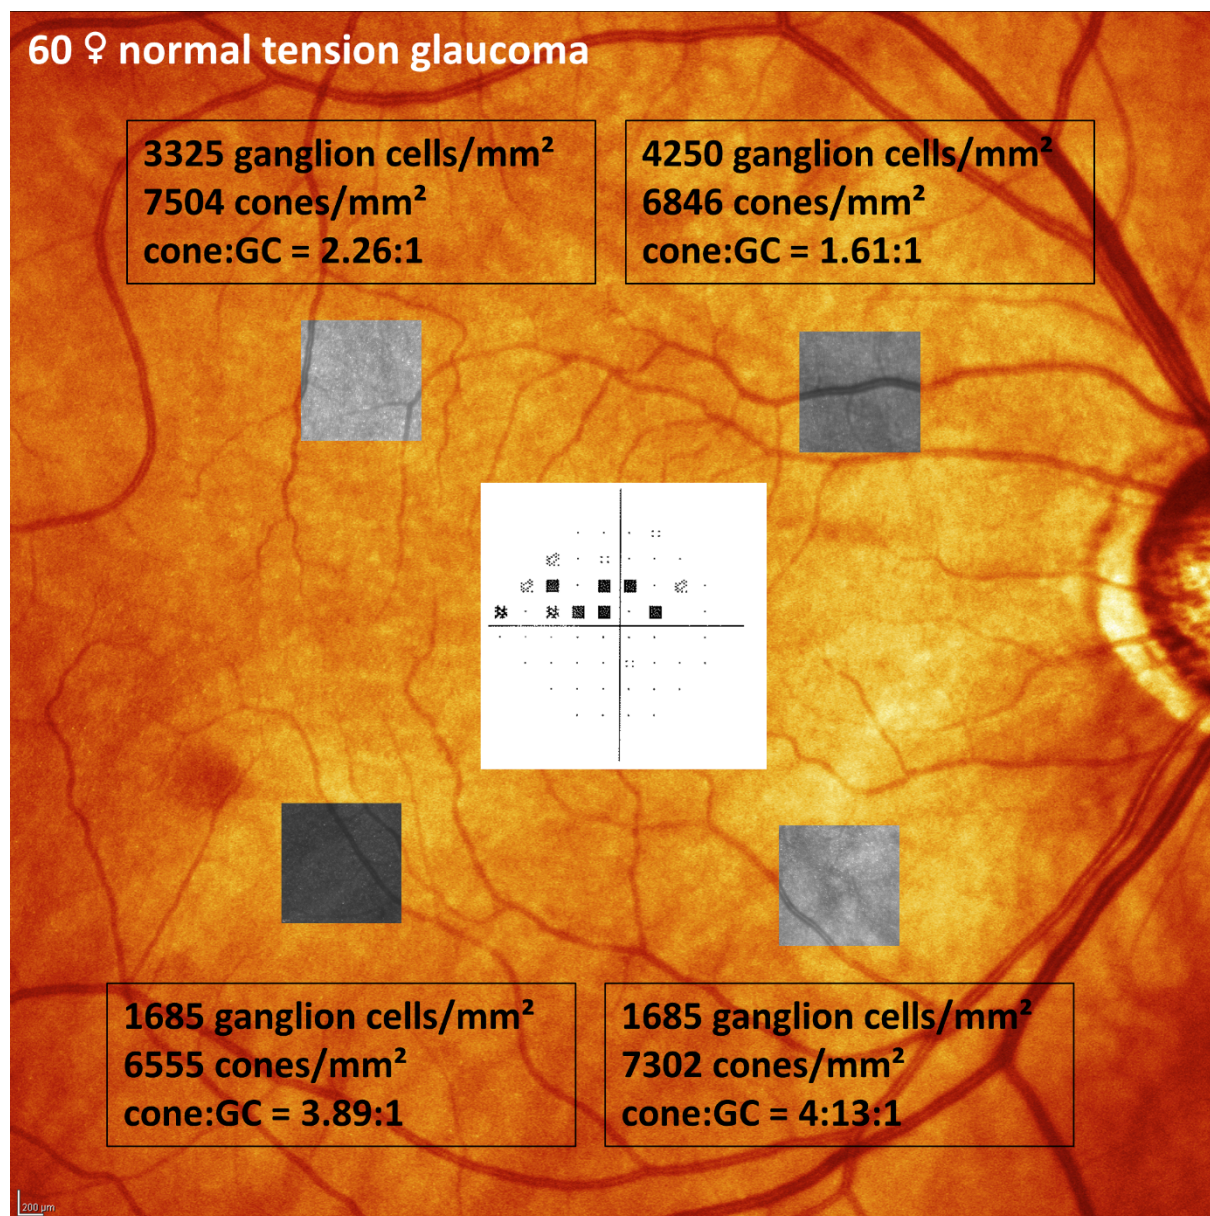 60 ♀ normal tension glaucoma
3325 ganglion cells/mm²
7504 cones/mm²
cone:GC = 2.26:1
4250 ganglion cells/mm²
6846 cones/mm²
cone:GC = 1.61:1
1685 ganglion cells/mm²
6555 cones/mm²
cone:GC = 3.89:1
1685 ganglion cells/mm²
7302 cones/mm²
cone:GC = 4:13:1
200 µm